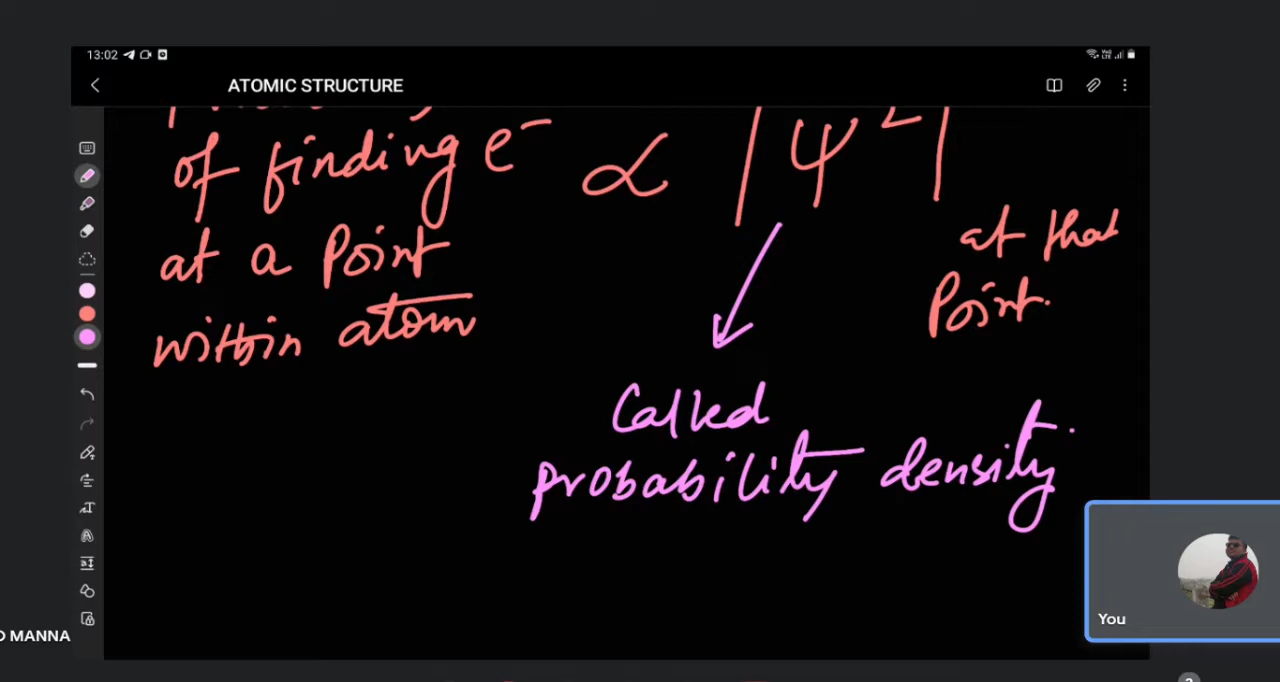 13:02
ATOMIC STRUCTURE
of finding e⁻ ∝ |Ψ²|
at a Point
within atom
at that
Point.
Called
probability density.
You
MANNA